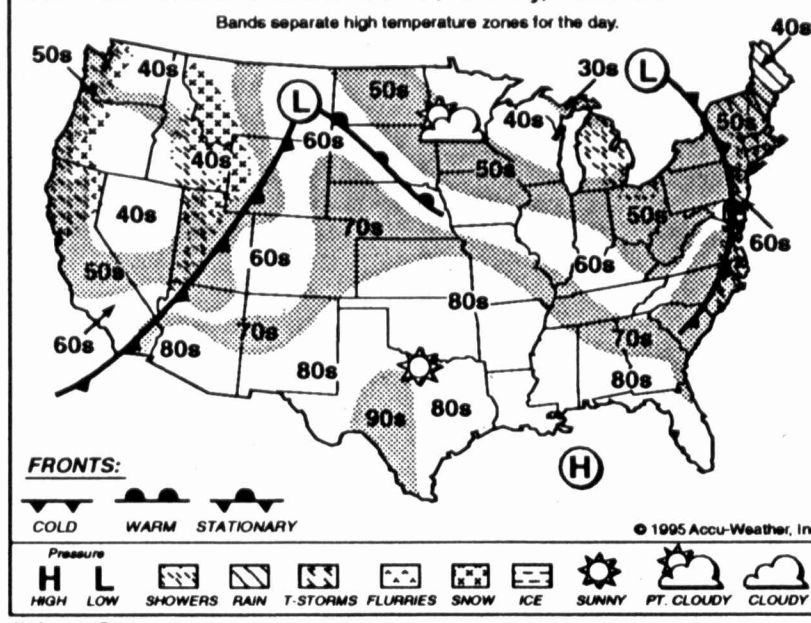 Bands separate high temperature zones for the day.
50s
40s
50s
L
L
30s
40s
40s
60s
40s
50s
40s
50s
40s
70s
50s
60s
50s
60s
60s
60s
80s
70s
80s
80s
70s
80s
90s
80s
H
FRONTS:
COLD WARM STATIONARY
© 1995 Accu-Weather, In
Pressure
H L
HIGH LOW SHOWERS RAIN T-STORMS FLURRIES SNOW ICE SUNNY PT. CLOUDY CLOUDY